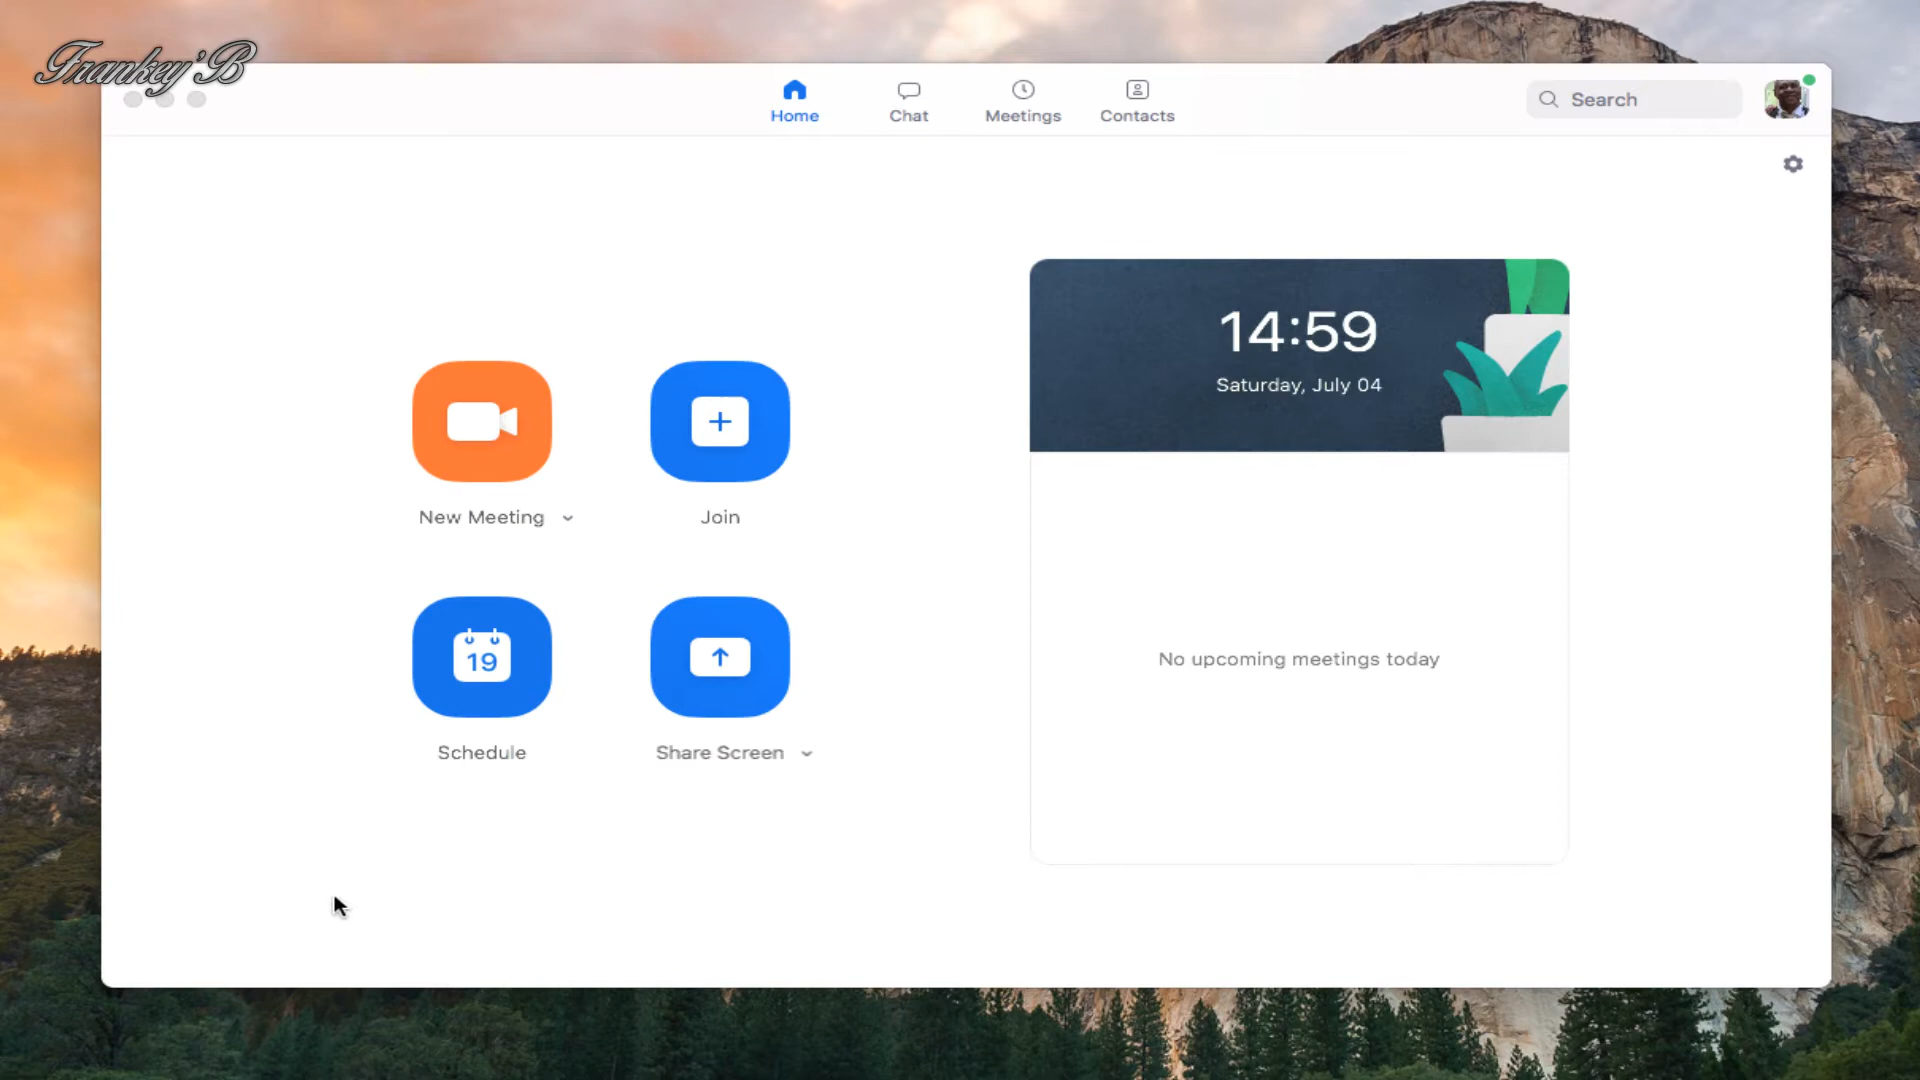 Frankey'B
Home
Chat
Meetings
Contacts
Search
14:59
Saturday, July 04
New Meeting
Join
19
Schedule
Share Screen
No upcoming meetings today